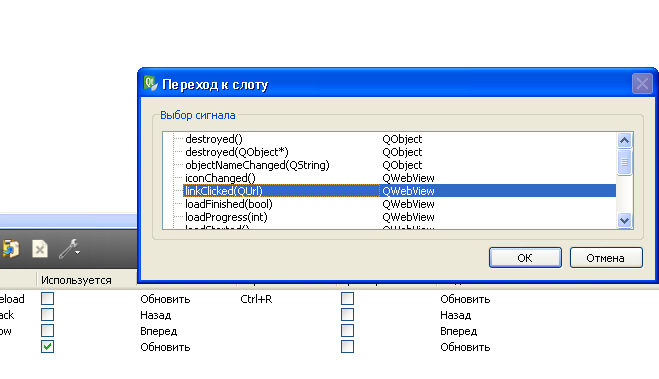 Переход к слоту
Выбор сигнала
destroyed() QObject
destroyed(QObject*) QObject
objectNameChanged(QString) QObject
iconChanged() QWebView
linkClicked(QUrl) QWebView
loadFinished(bool) QWebView
loadProgress(int) QWebView
OK Отмена
Используется
eload Обновить Ctrl+R Обновить
ack Назад Назад
ow Вперед Вперед
Обновить Обновить